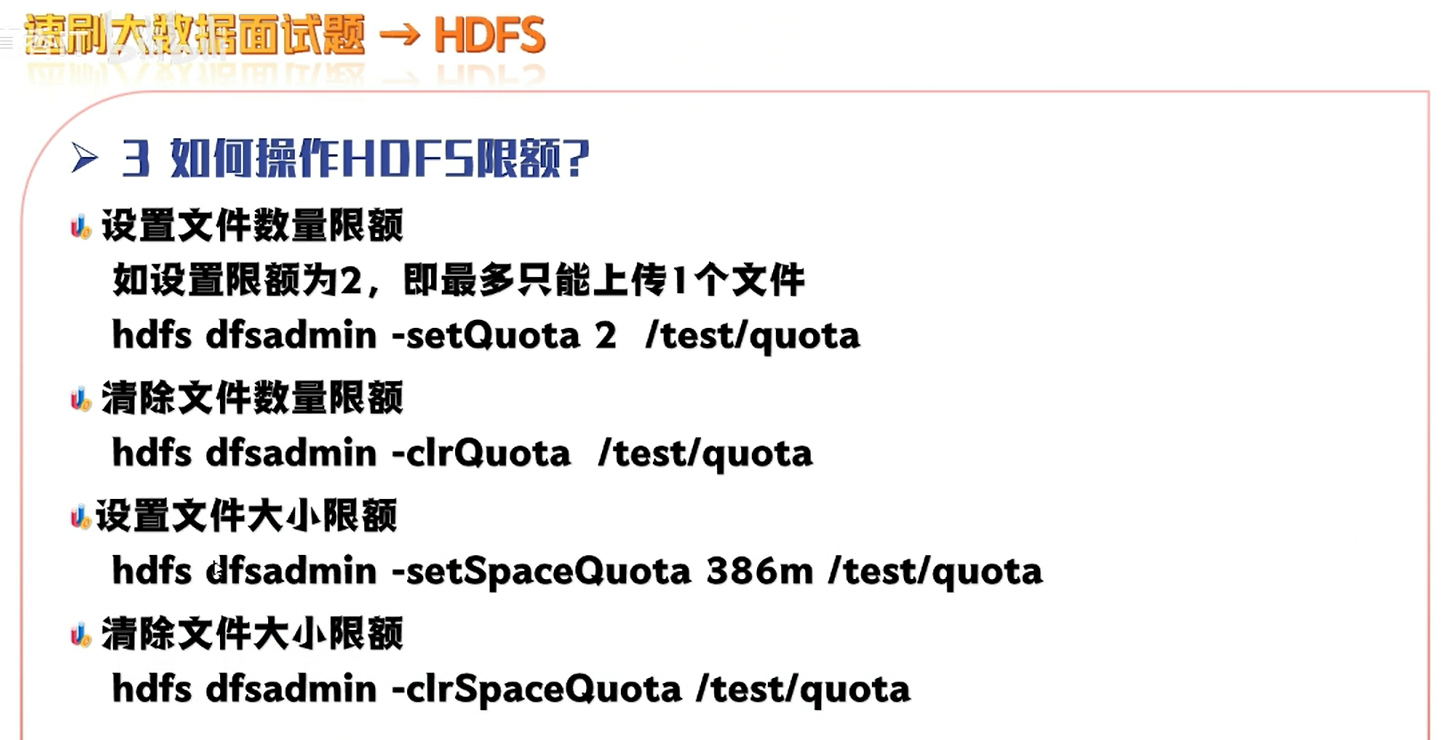 速刷大数据面试题 → HDFS
➢ 3 如何操作HDFS限额?
设置文件数量限额
如设置限额为2，即最多只能上传1个文件
hdfs dfsadmin -setQuota 2 /test/quota
清除文件数量限额
hdfs dfsadmin -clrQuota /test/quota
设置文件大小限额
hdfs dfsadmin -setSpaceQuota 386m /test/quota
清除文件大小限额
hdfs dfsadmin -clrSpaceQuota /test/quota